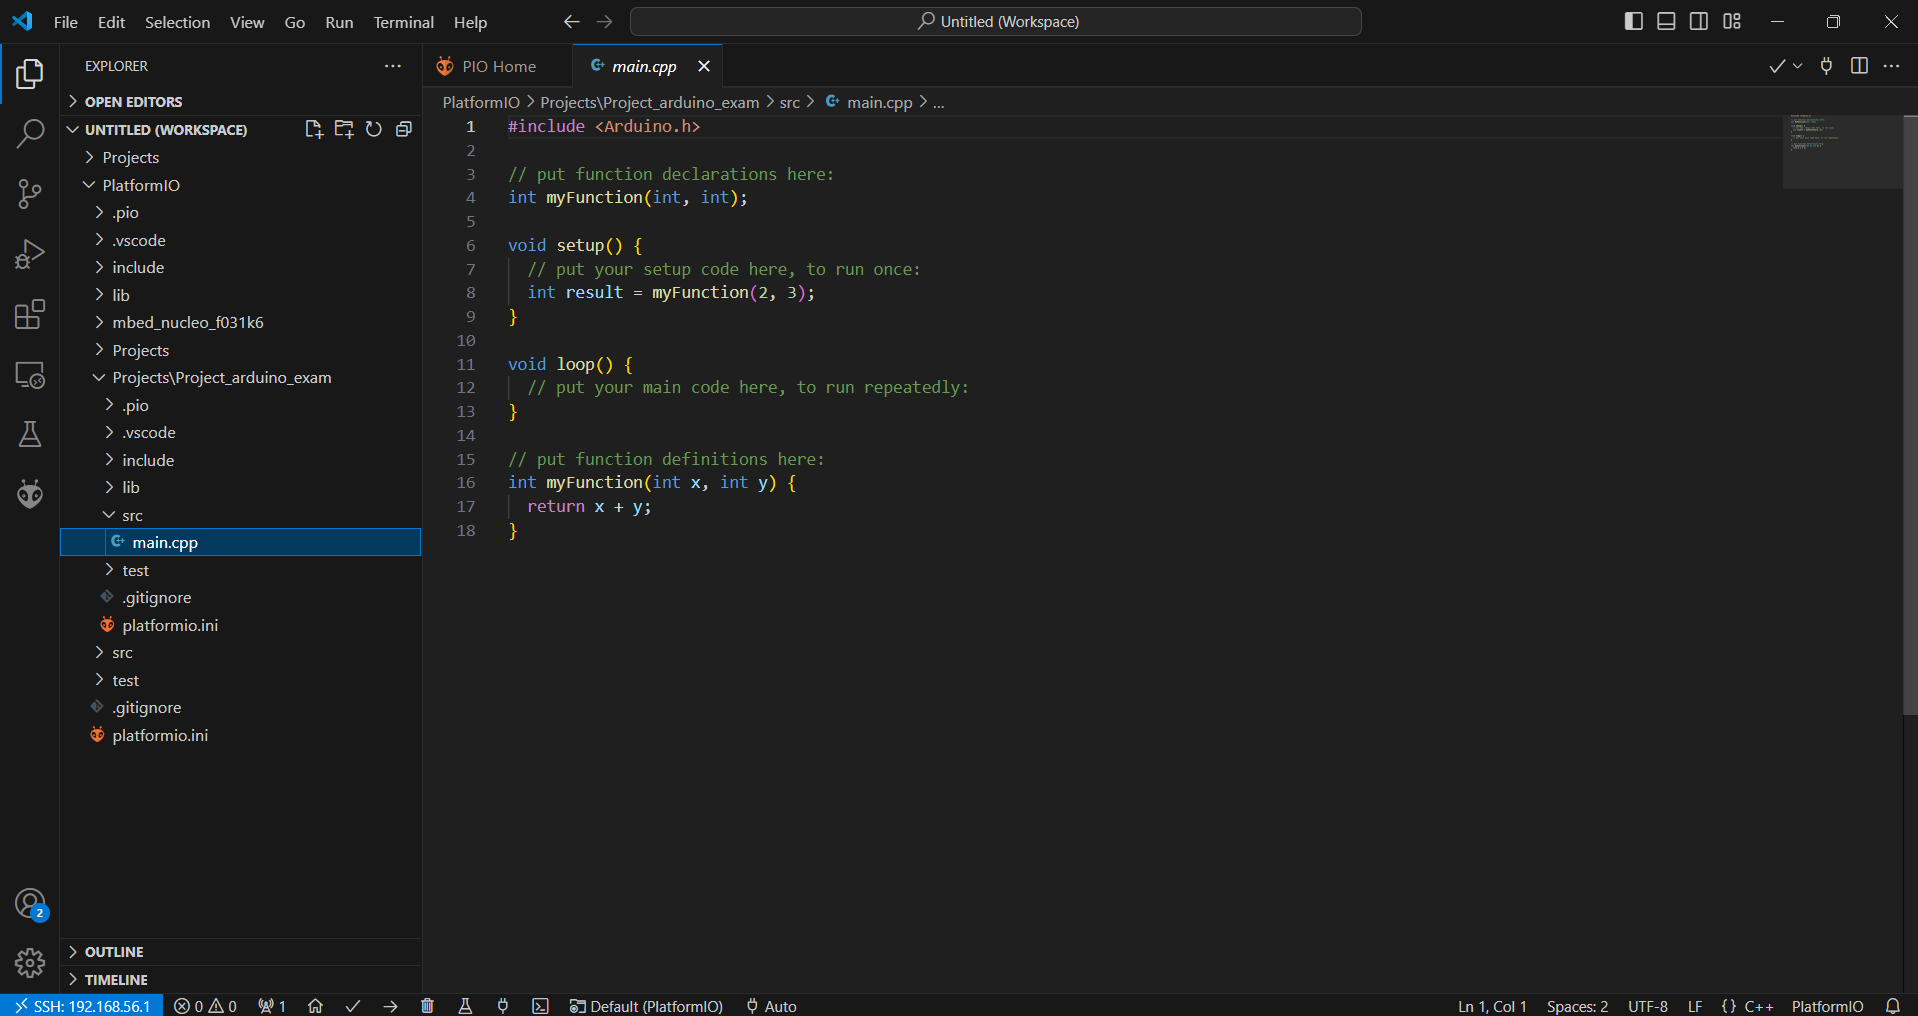 File Edit Selection View Go Run Terminal Help
Untitled (Workspace)
EXPLORER
OPEN EDITORS
UNTITLED (WORKSPACE)
Projects
PlatformIO
.pio
.vscode
include
lib
mbed_nucleo_f031k6
Projects
Projects\Project_arduino_exam
.pio
.vscode
include
lib
src
main.cpp
test
.gitignore
platformio.ini
src
test
.gitignore
platformio.ini
2
OUTLINE
TIMELINE
PIO Home
main.cpp
PlatformIO > Projects\Project_arduino_exam > src > main.cpp > ...
1 #include <Arduino.h>
2
3 // put function declarations here:
4 int myFunction(int, int);
5
6 void setup() {
7 // put your setup code here, to run once:
8 int result = myFunction(2, 3);
9 }
10
11 void loop() {
12 // put your main code here, to run repeatedly:
13 }
14
15 // put function definitions here:
16 int myFunction(int x, int y) {
17 return x + y;
18 }
SSH: 192.168.56.1 0 0 1 Default (PlatformIO) Auto Ln 1, Col 1 Spaces: 2 UTF-8 LF {} C++ PlatformIO